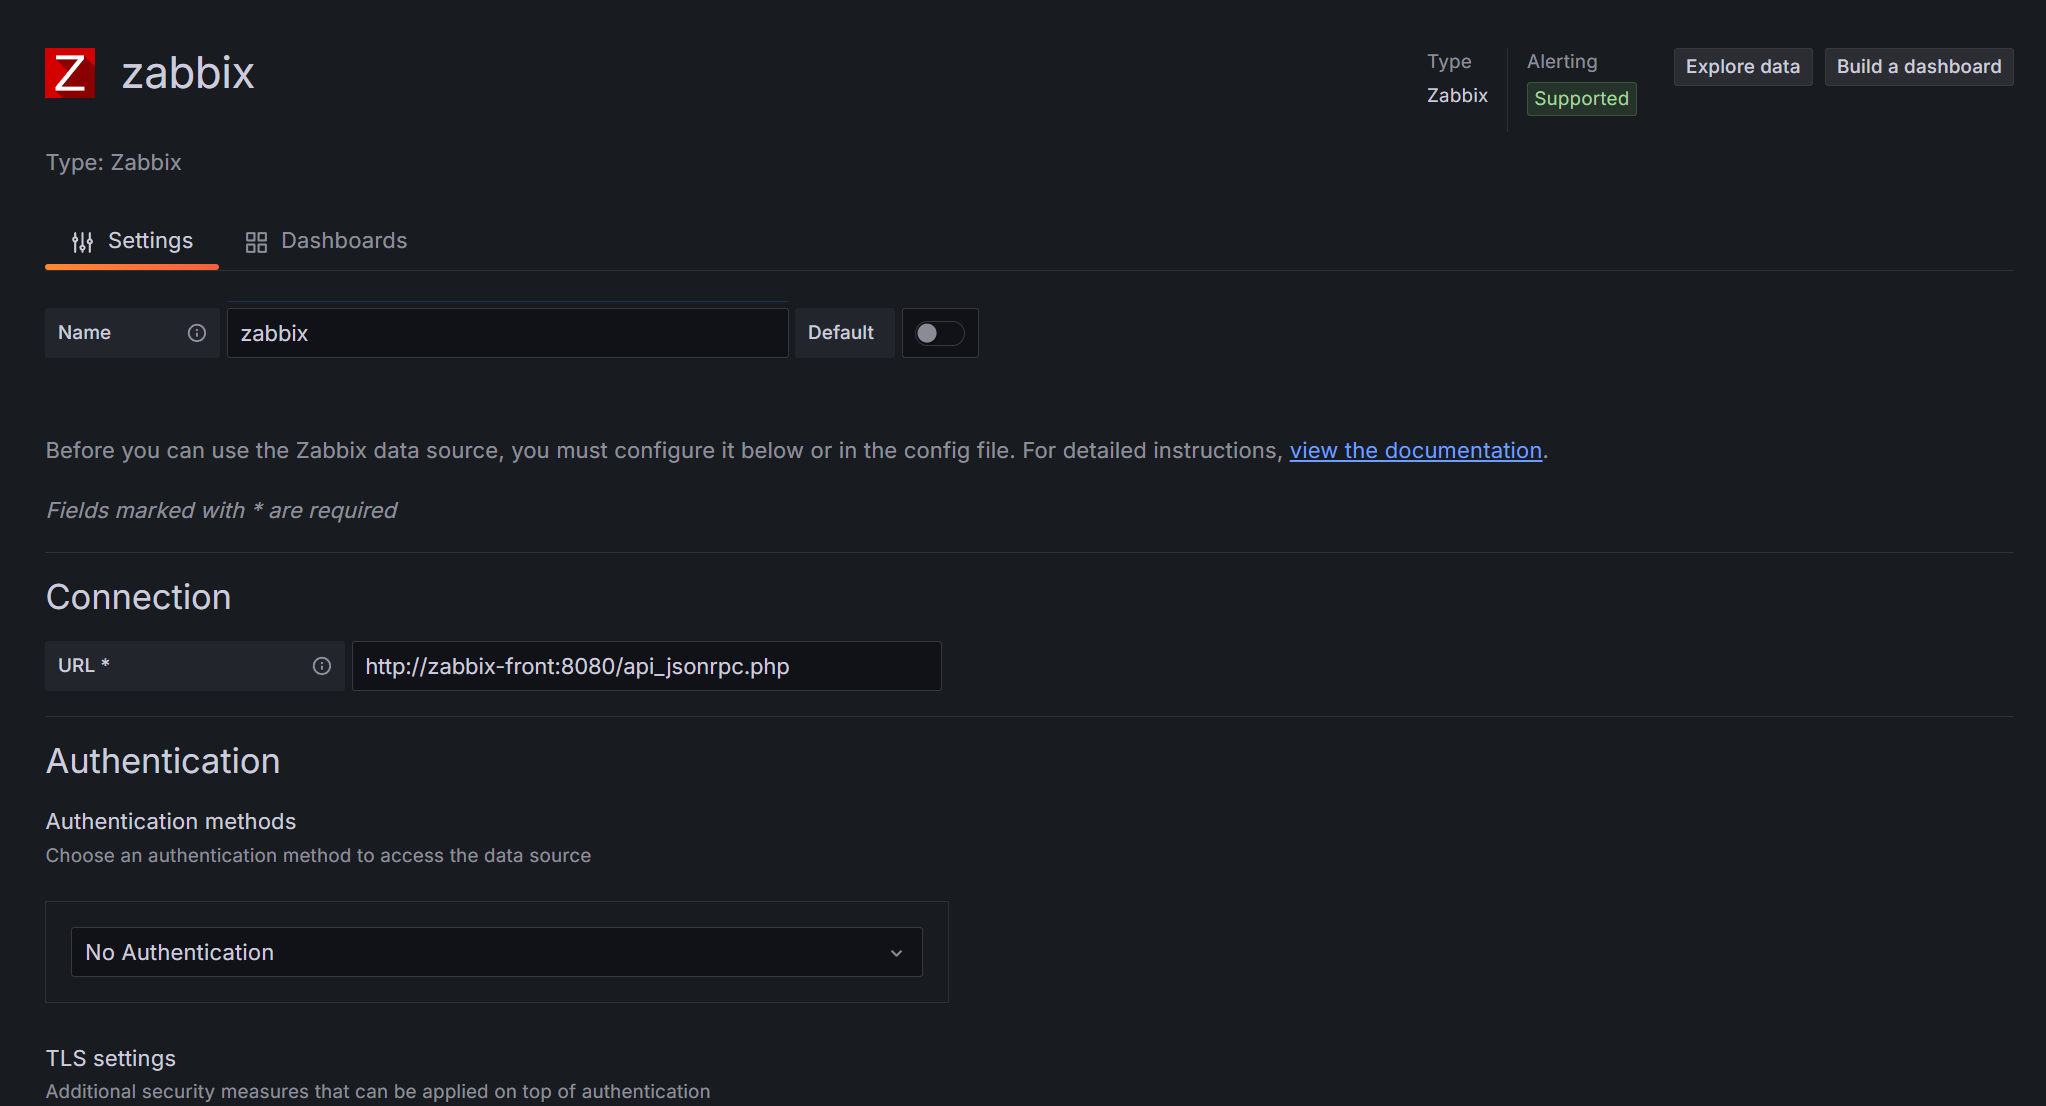 Z zabbix
Type
Zabbix
Alerting
Supported
Explore data
Build a dashboard
Type: Zabbix
Settings
Dashboards
Name
zabbix
Default
Before you can use the Zabbix data source, you must configure it below or in the config file. For detailed instructions, view the documentation.
Fields marked with * are required
Connection
URL *
http://zabbix-front:8080/api_jsonrpc.php
Authentication
Authentication methods
Choose an authentication method to access the data source
No Authentication
TLS settings
Additional security measures that can be applied on top of authentication